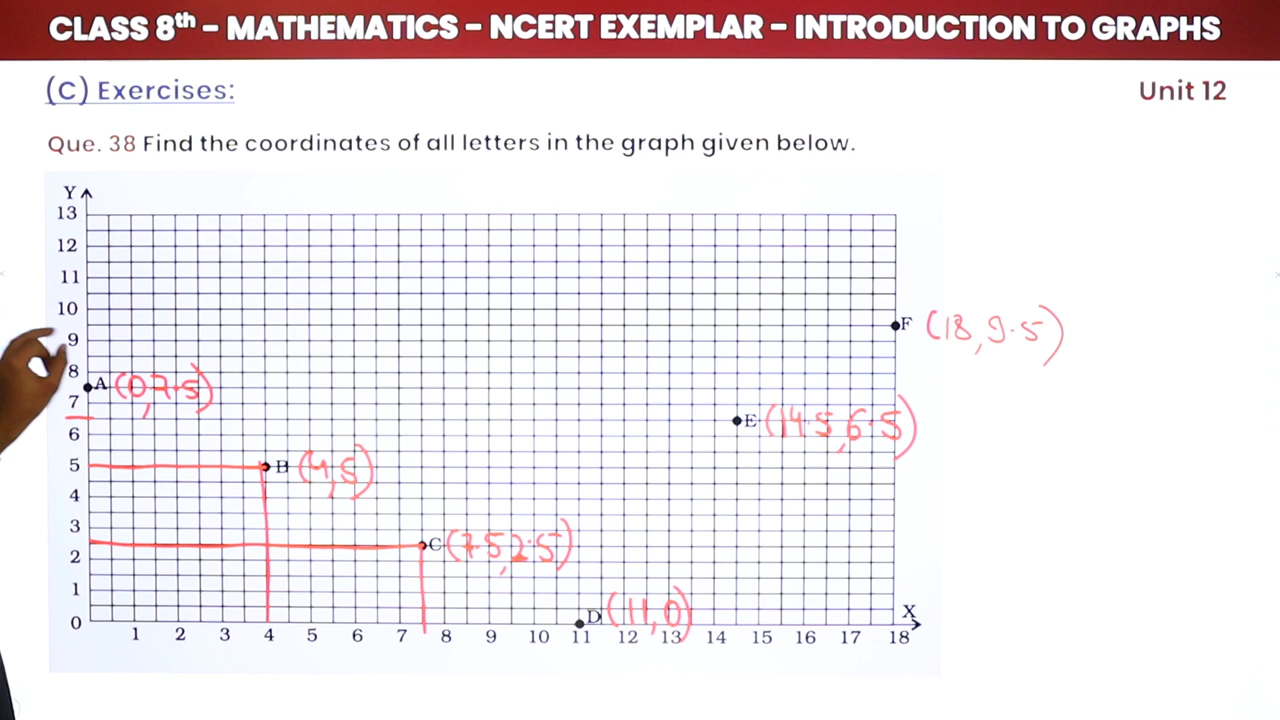 CLASS 8th - MATHEMATICS - NCERT EXEMPLAR - INTRODUCTION TO GRAPHS
(C) Exercises:
Unit 12
Que. 38 Find the coordinates of all letters in the graph given below.
Y
13
12
11
10
F (18, 9.5)
9
8
A (0, 7.5)
7
E (14.5, 6.5)
6
5 B (4, 5)
4
3
C (7.5, 2.5)
2
1
D (11, 0) X
0
1 2 3 4 5 6 7 8 9 10 11 12 13 14 15 16 17 18